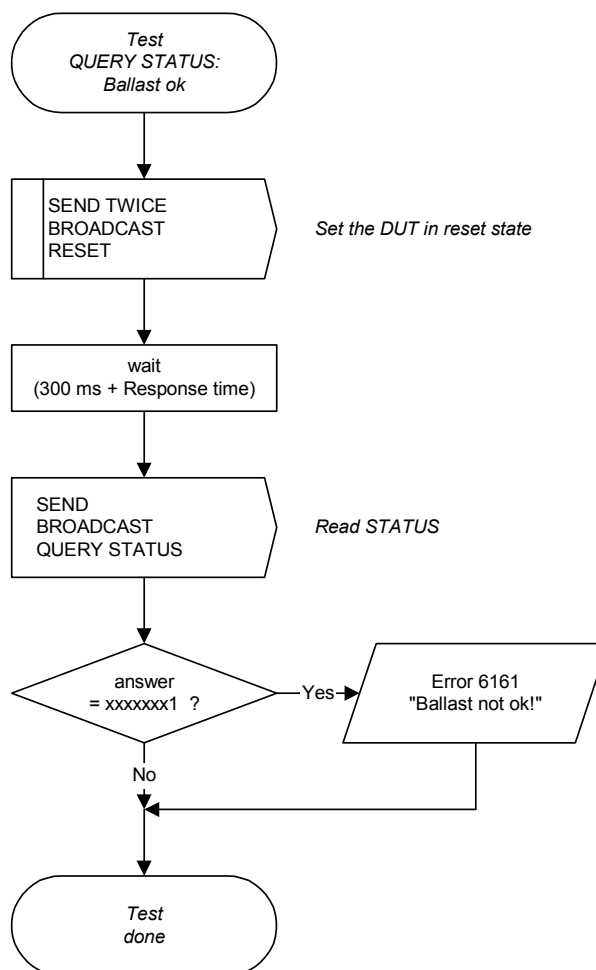 Test
QUERY STATUS:
Ballast ok
SEND TWICE
BROADCAST
RESET
Set the DUT in reset state
wait
(300 ms + Response time)
SEND
BROADCAST
QUERY STATUS
Read STATUS
answer
= xxxxxxx1 ?
Yes
Error 6161
"Ballast not ok!"
No
Test
done